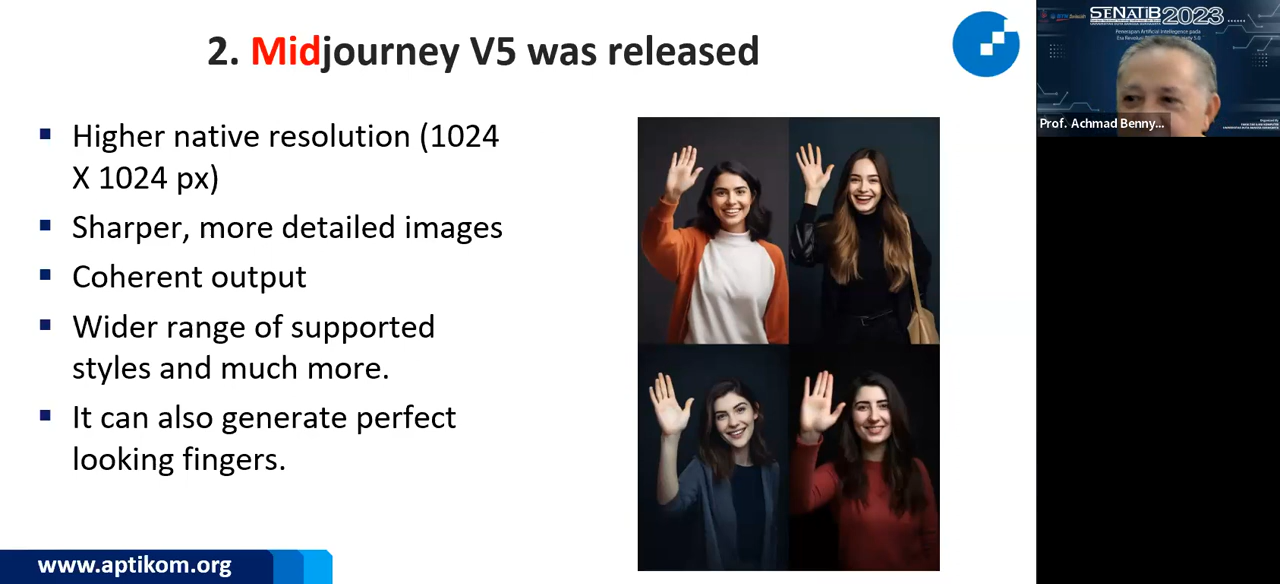 2. Midjourney V5 was released
Higher native resolution (1024
X 1024 px)
Sharper, more detailed images
Coherent output
Wider range of supported
styles and much more.
It can also generate perfect
looking fingers.
www.aptikom.org
SENATIB 2023
Penerapan Artificial Intelligence pada
Prof. Achmad Benny...